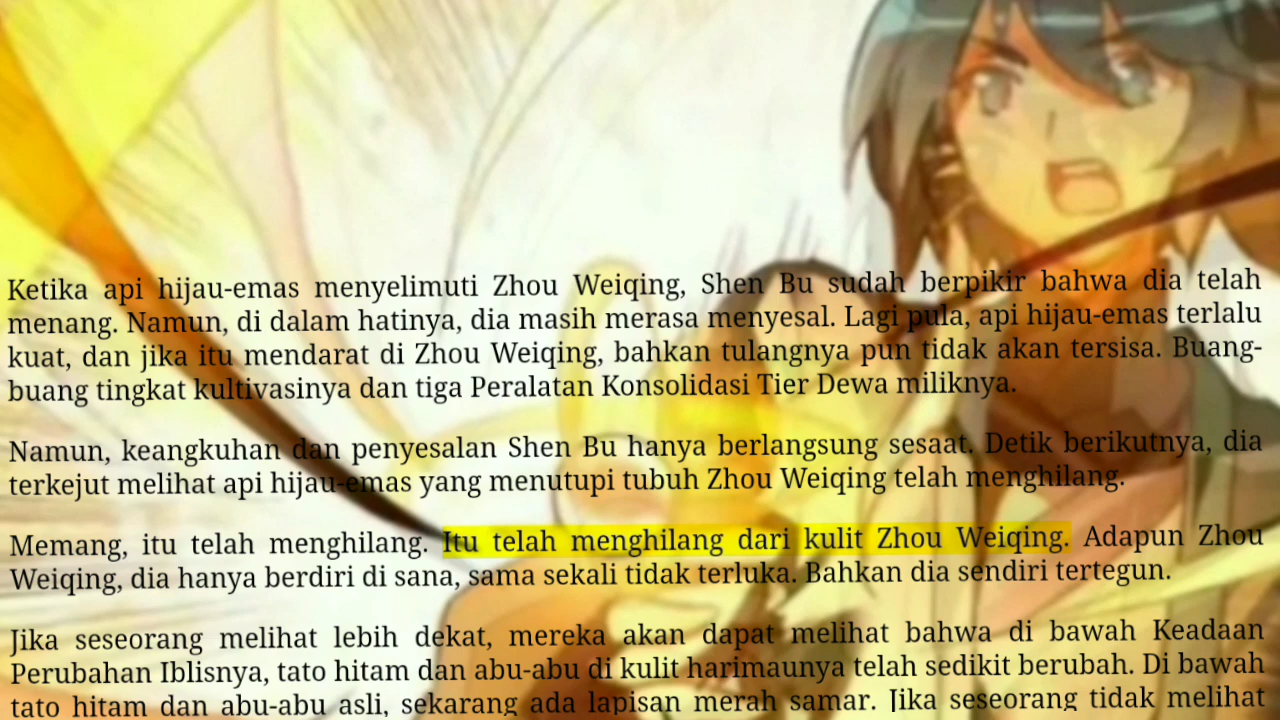 Ketika api hijau-emas menyelimuti Zhou Weiqing, Shen Bu sudah berpikir bahwa dia telah
menang. Namun, di dalam hatinya, dia masih merasa menyesal. Lagi pula, api hijau-emas terlalu
kuat, dan jika itu mendarat di Zhou Weiqing, bahkan tulangnya pun tidak akan tersisa. Buang-
buang tingkat kultivasinya dan tiga Peralatan Konsolidasi Tier Dewa miliknya.
Namun, keangkuhan dan penyesalan Shen Bu hanya berlangsung sesaat. Detik berikutnya, dia
terkejut melihat api hijau-emas yang menutupi tubuh Zhou Weiqing telah menghilang.
Memang, itu telah menghilang. Itu telah menghilang dari kulit Zhou Weiqing. Adapun Zhou
Weiqing, dia hanya berdiri di sana, sama sekali tidak terluka. Bahkan dia sendiri tertegun.
Jika seseorang melihat lebih dekat, mereka akan dapat melihat bahwa di bawah Keadaan
Perubahan Iblisnya, tato hitam dan abu-abu di kulit harimaunya telah sedikit berubah. Di bawah
tato hitam dan abu-abu asli, sekarang ada lapisan merah samar. Jika seseorang tidak melihat